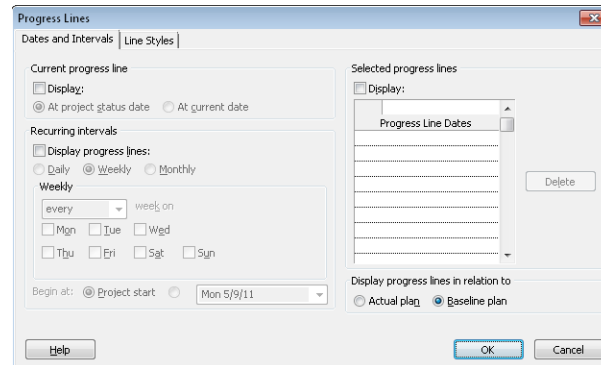 Progress Lines
Dates and Intervals
Line Styles
Current progress line
Display:
At project status date
At current date
Recurring intervals
Display progress lines:
Daily
Weekly
Monthly
Weekly
every
week on
Mon
Tue
Wed
Thu
Fri
Sat
Sun
Begin at:
Project start
Mon 5/9/11
Selected progress lines
Display:
Progress Line Dates
Delete
Display progress lines in relation to
Actual plan
Baseline plan
Help
OK
Cancel